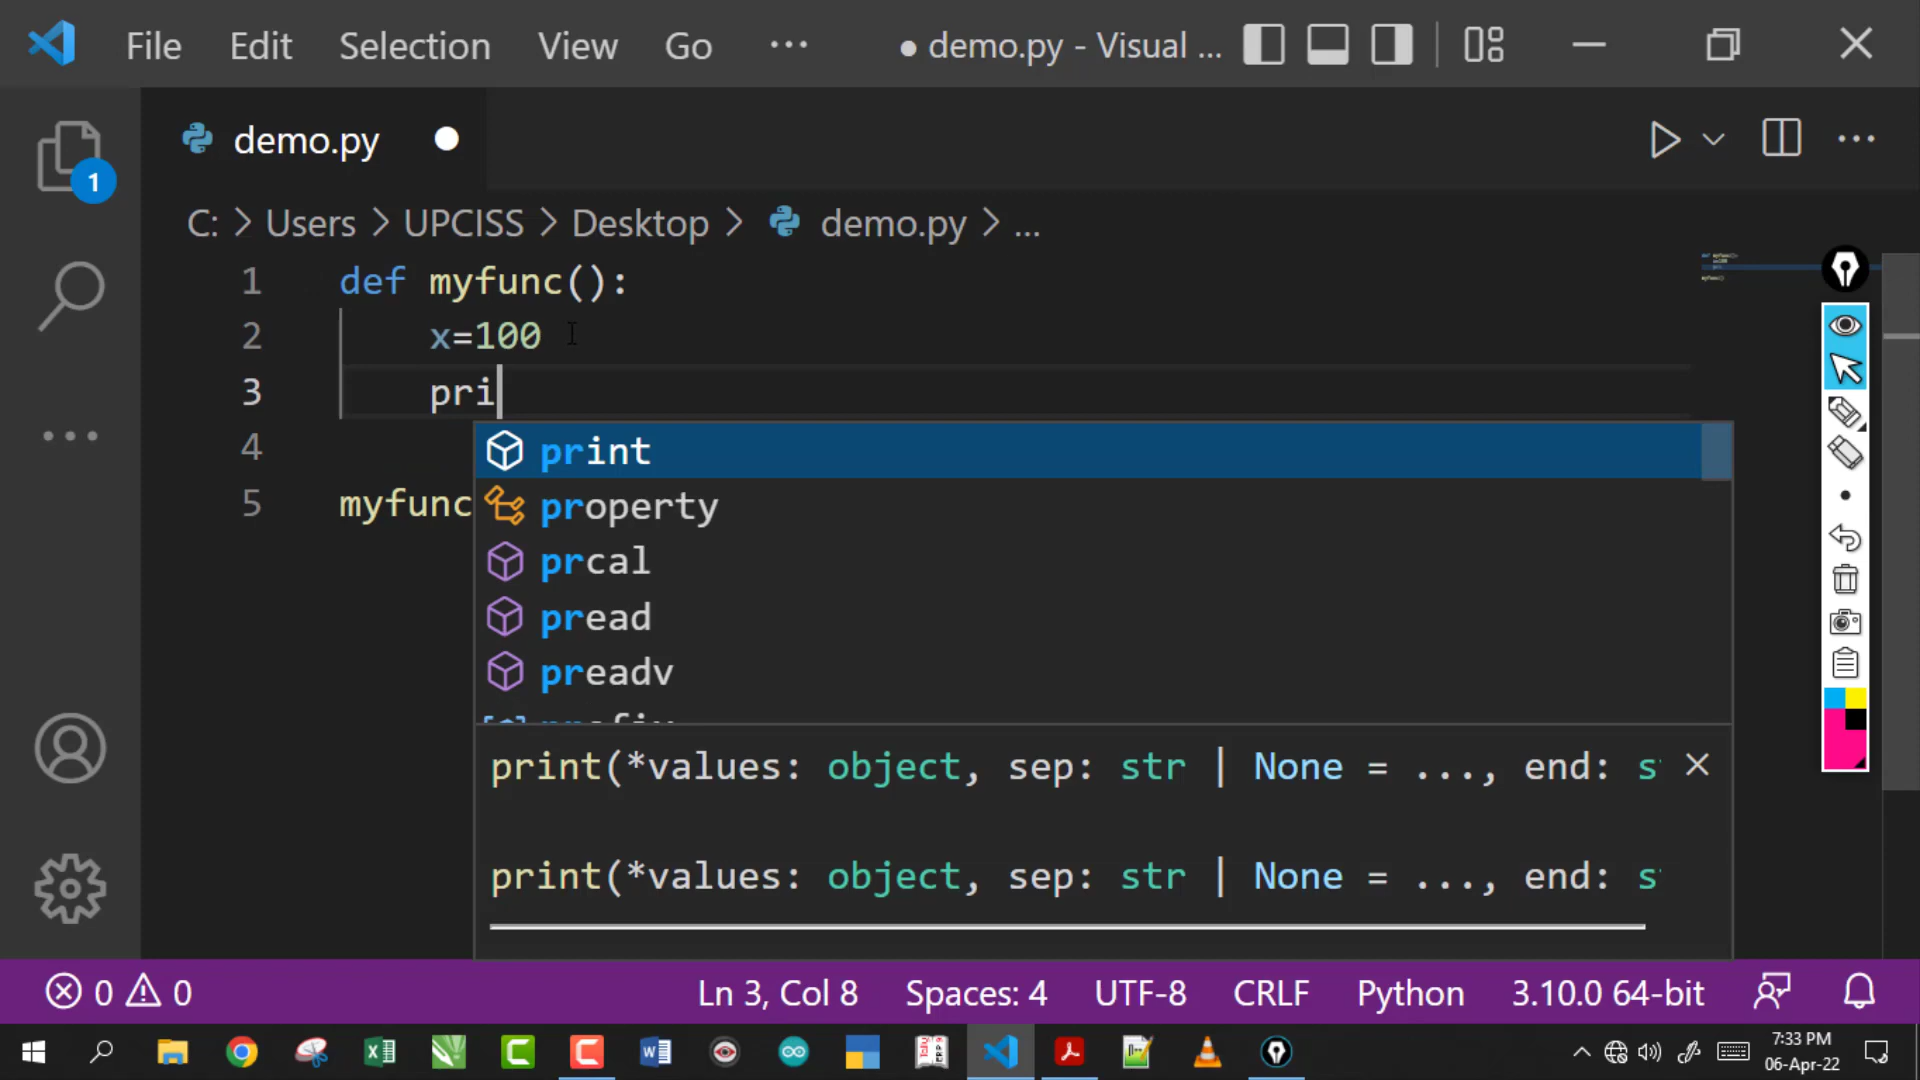 File Edit Selection View Go ··· ● demo.py - Visual ...
demo.py ●
1
C: > Users > UPCISS > Desktop > demo.py > ...
1 def myfunc():
2 x=100
3 pri
4
5 myfunc
print
property
prcal
pread
preadv
print(*values: object, sep: str | None = ..., end: s
print(*values: object, sep: str | None = ..., end: s
0 0 Ln 3, Col 8 Spaces: 4 UTF-8 CRLF Python 3.10.0 64-bit
7:33 PM
06-Apr-22